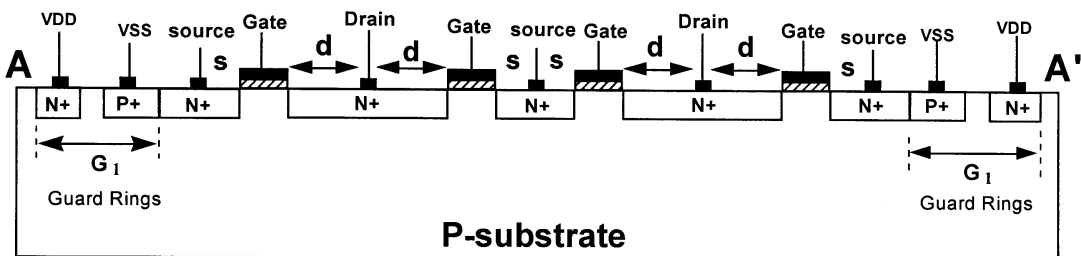 VDD VSS source Gate Drain Gate source Gate Drain Gate source VSS VDD
A s d d s s d d s A'
N+ P+ N+ N+ N+ N+ N+ P+ N+
G1 G1
Guard Rings Guard Rings
P-substrate